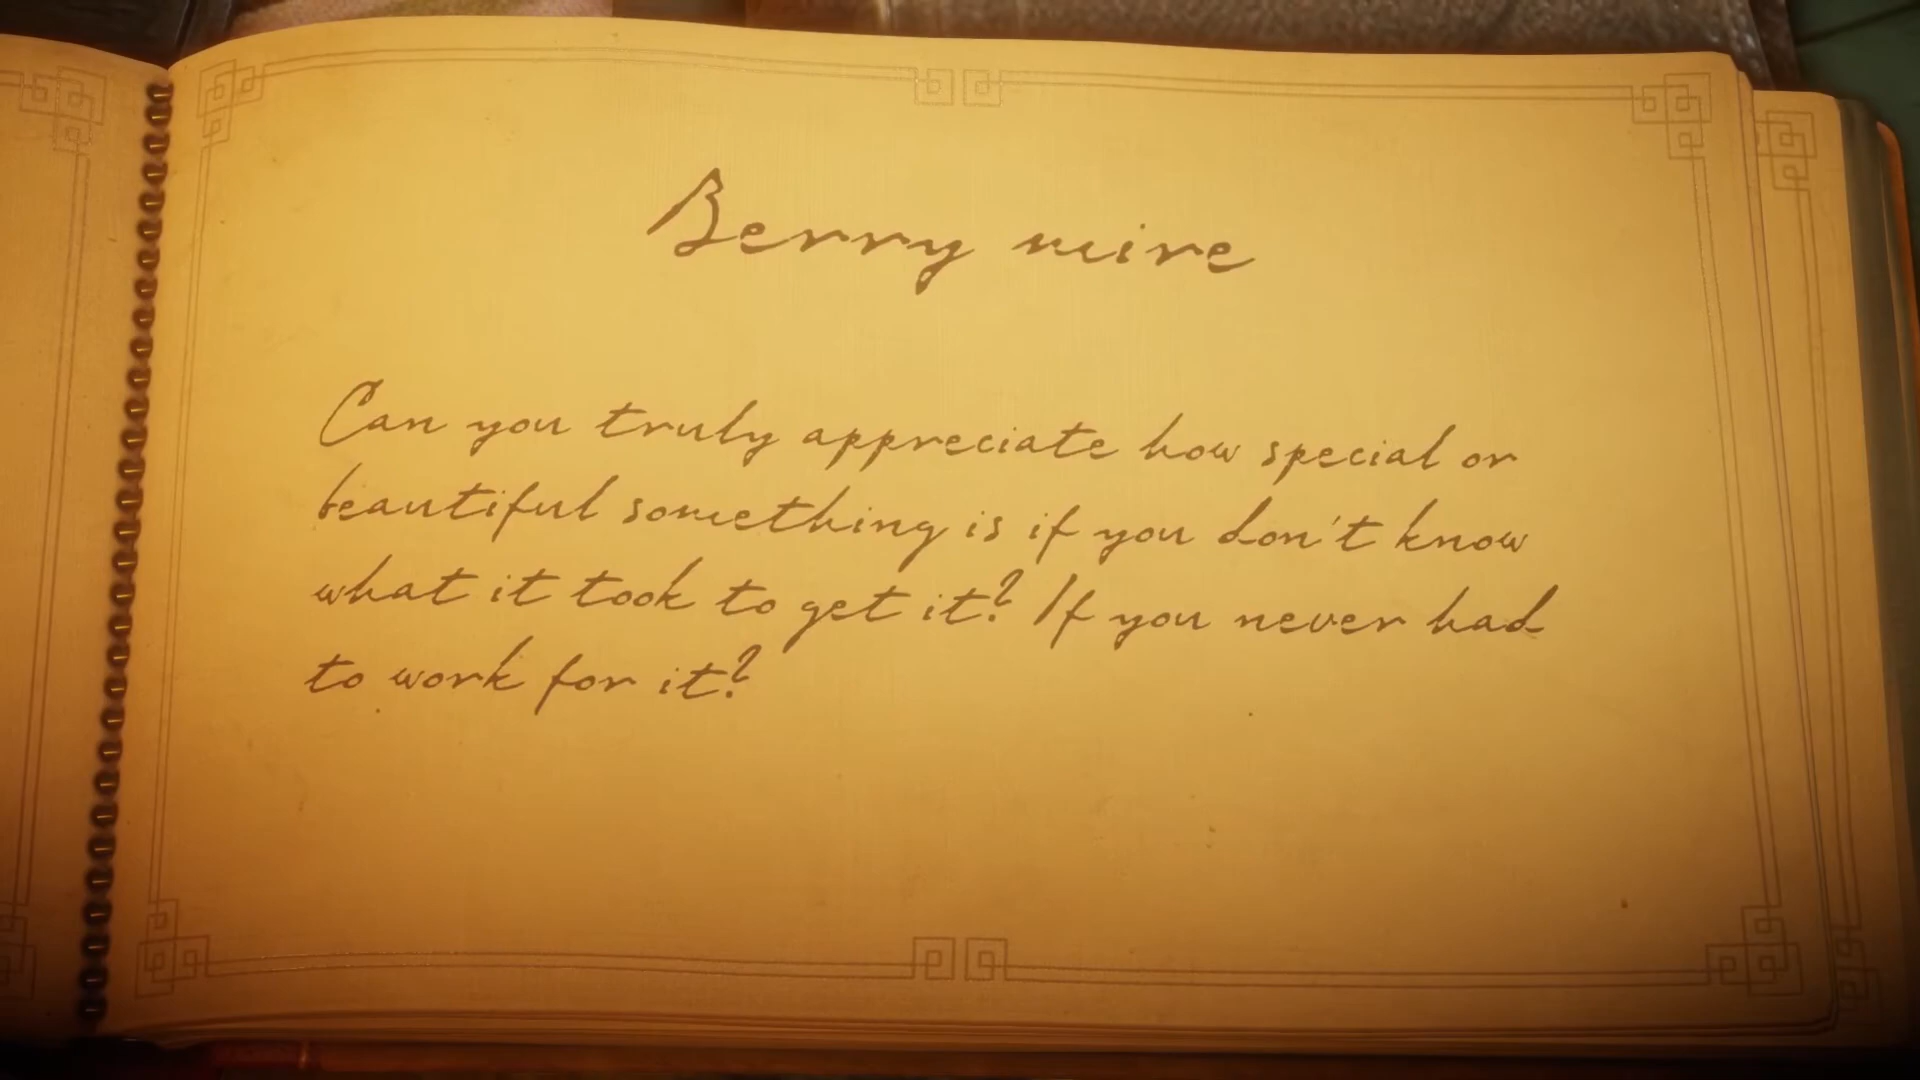 Berry mire
Can you truly appreciate how special or
beautiful something is if you don't know
what it took to get it? If you never had
to work for it?